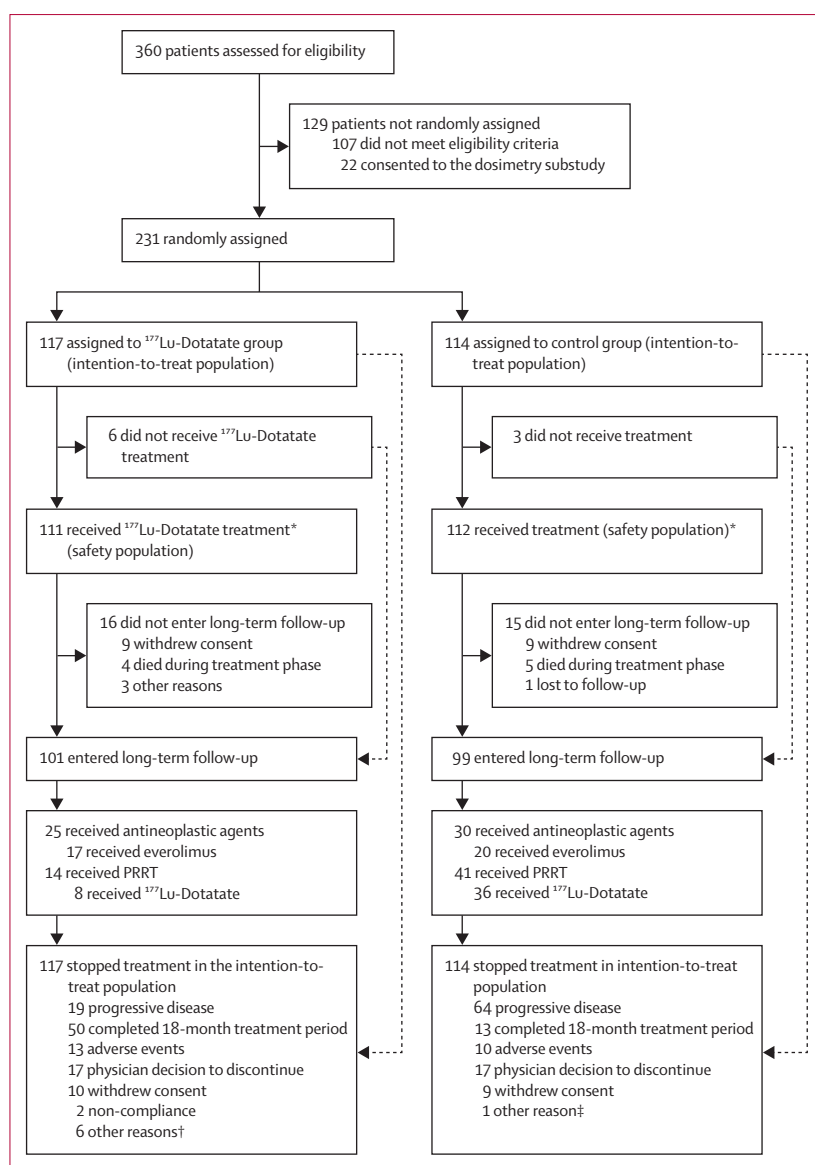 360 patients assessed for eligibility
129 patients not randomly assigned
107 did not meet eligibility criteria
22 consented to the dosimetry substudy
231 randomly assigned
117 assigned to ¹⁷⁷Lu-Dotatate group
(intention-to-treat population)
6 did not receive ¹⁷⁷Lu-Dotatate
treatment
111 received ¹⁷⁷Lu-Dotatate treatment*
(safety population)
16 did not enter long-term follow-up
9 withdrew consent
4 died during treatment phase
3 other reasons
101 entered long-term follow-up
25 received antineoplastic agents
17 received everolimus
14 received PRRT
8 received ¹⁷⁷Lu-Dotatate
117 stopped treatment in the intention-to-
treat population
19 progressive disease
50 completed 18-month treatment period
13 adverse events
17 physician decision to discontinue
10 withdrew consent
2 non-compliance
6 other reasons†
114 assigned to control group (intention-to-
treat population)
3 did not receive treatment
112 received treatment (safety population)*
15 did not enter long-term follow-up
9 withdrew consent
5 died during treatment phase
1 lost to follow-up
99 entered long-term follow-up
30 received antineoplastic agents
20 received everolimus
41 received PRRT
36 received ¹⁷⁷Lu-Dotatate
114 stopped treatment in intention-to-treat
population
64 progressive disease
13 completed 18-month treatment period
10 adverse events
17 physician decision to discontinue
9 withdrew consent
1 other reason‡